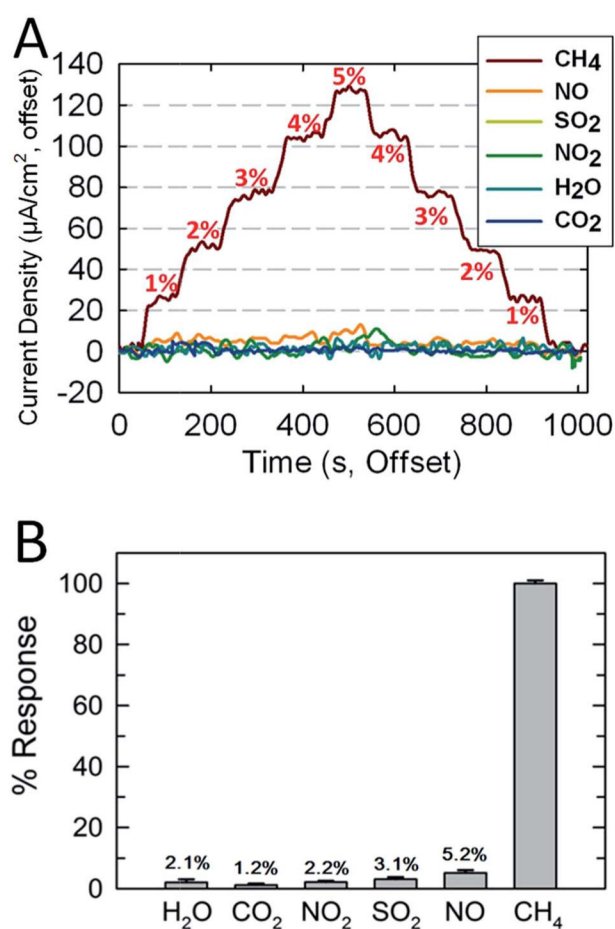 A
Current Density (µA/cm², offset)
140
120
100
80
60
40
20
0
-20
1%
2%
3%
4%
5%
4%
3%
2%
1%
CH₄
NO
SO₂
NO₂
H₂O
CO₂
0 200 400 600 800 1000
Time (s, Offset)
B
% Response
100
80
60
40
20
0
2.1% 1.2% 2.2% 3.1% 5.2%
H₂O CO₂ NO₂ SO₂ NO CH₄